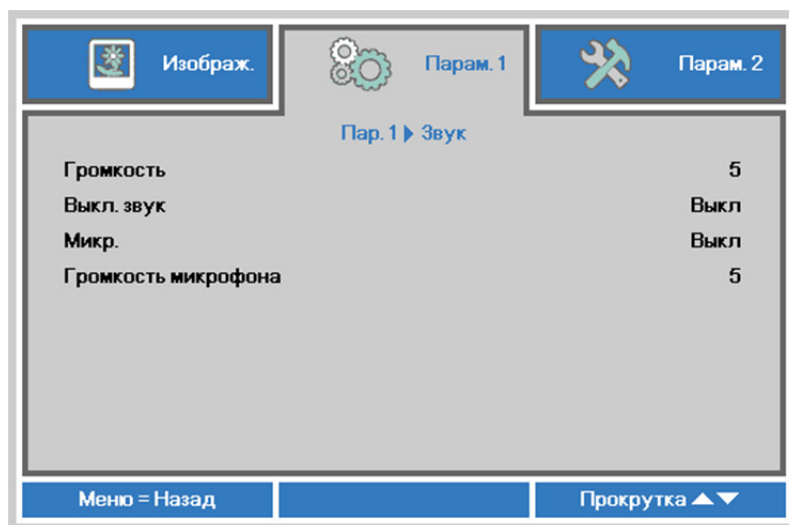 Изображ. Парам. 1 Парам. 2
Пар. 1 ▶ Звук
Громкость 5
Выкл. звук Выкл
Микр. Выкл
Громкость микрофона 5
Меню = Назад Прокрутка ▲▼